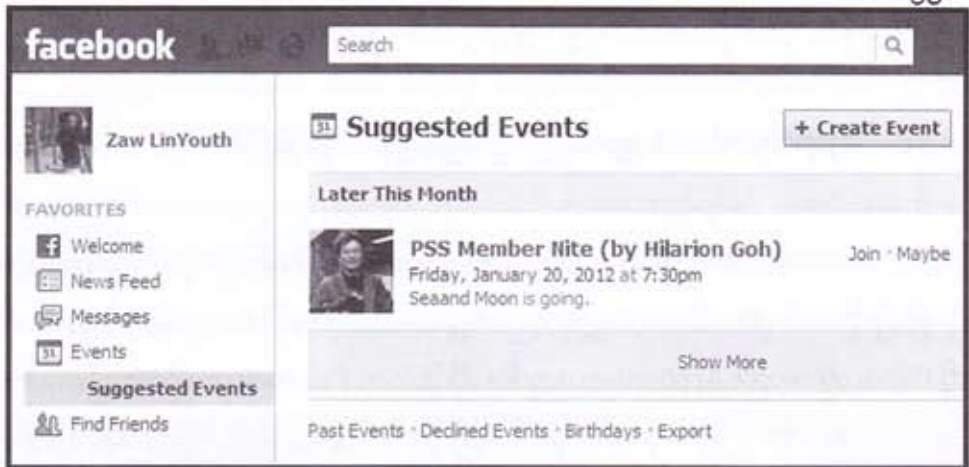 facebook
Search
Zaw LinYouth
FAVORITES
Welcome
News Feed
Messages
31 Events
Suggested Events
Find Friends
31 Suggested Events
+ Create Event
Later This Month
PSS Member Nite (by Hilarion Goh)
Friday, January 20, 2012 at 7:30pm
Seaand Moon is going.
Join · Maybe
Show More
Past Events · Declined Events · Birthdays · Export